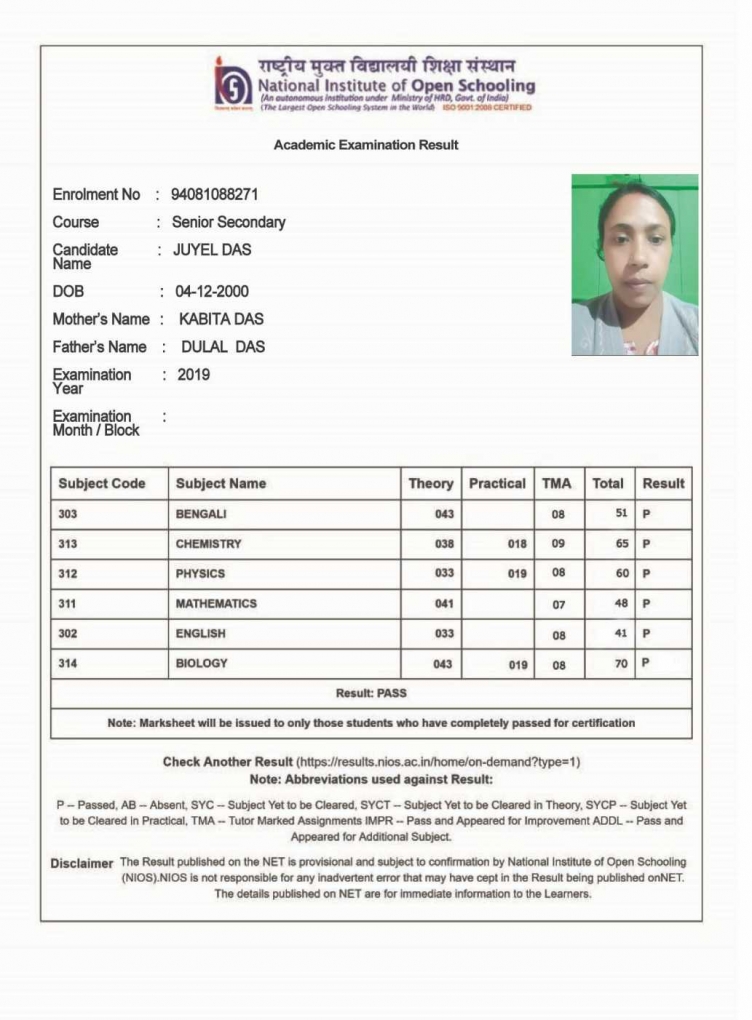 राष्ट्रीय मुक्त विद्यालयी शिक्षा संस्थान
National Institute of Open Schooling
(An autonomous institution under Ministry of HRD, Govt. of India)
(The Largest Open Schooling System in the World) ISO 9001:2008 CERTIFIED
Academic Examination Result
Enrolment No : 94081088271
Course : Senior Secondary
Candidate Name : JUYEL DAS
DOB : 04-12-2000
Mother's Name : KABITA DAS
Father's Name : DULAL DAS
Examination Year : 2019
Examination Month / Block :
Subject Code Subject Name Theory Practical TMA Total Result
303 BENGALI 043 08 51 P
313 CHEMISTRY 038 018 09 65 P
312 PHYSICS 033 019 08 60 P
311 MATHEMATICS 041 07 48 P
302 ENGLISH 033 08 41 P
314 BIOLOGY 043 019 08 70 P
Result: PASS
Note: Marksheet will be issued to only those students who have completely passed for certification
Check Another Result (https://results.nios.ac.in/home/on-demand?type=1)
Note: Abbreviations used against Result:
P -- Passed, AB -- Absent, SYC -- Subject Yet to be Cleared, SYCT -- Subject Yet to be Cleared in Theory, SYCP -- Subject Yet
to be Cleared in Practical, TMA -- Tutor Marked Assignments IMPR -- Pass and Appeared for Improvement ADDL -- Pass and
Appeared for Additional Subject.
Disclaimer The Result published on the NET is provisional and subject to confirmation by National Institute of Open Schooling
(NIOS).NIOS is not responsible for any inadvertent error that may have cept in the Result being published onNET.
The details published on NET are for immediate information to the Learners.